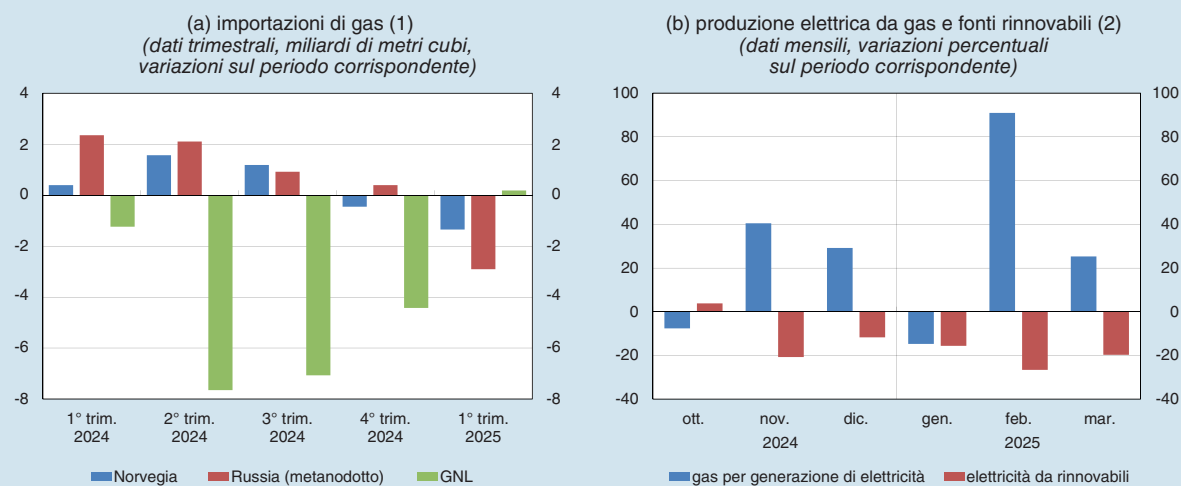 (a) importazioni di gas (1)
(dati trimestrali, miliardi di metri cubi,
variazioni sul periodo corrispondente)
4 4
2 2
0 0
-2 -2
-4 -4
-6 -6
-8 -8
1° trim. 2° trim. 3° trim. 4° trim. 1° trim.
2024 2024 2024 2024 2025
Norvegia Russia (metanodotto) GNL
(b) produzione elettrica da gas e fonti rinnovabili (2)
(dati mensili, variazioni percentuali
sul periodo corrispondente)
100 100
80 80
60 60
40 40
20 20
0 0
-20 -20
-40 -40
ott. nov. dic. gen. feb. mar.
2024 2025
gas per generazione di elettricità elettricità da rinnovabili